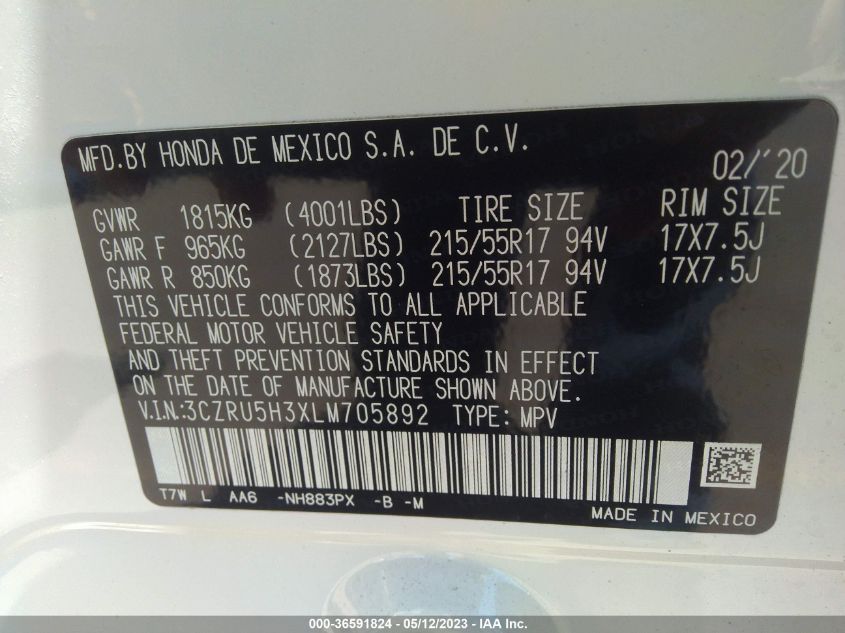 MFD.BY HONDA DE MEXICO S.A. DE C.V. 02/'20
GVWR 1815KG (4001LBS) TIRE SIZE RIM SIZE
GAWR F 965KG (2127LBS) 215/55R17 94V 17X7.5J
GAWR R 850KG (1873LBS) 215/55R17 94V 17X7.5J
THIS VEHICLE CONFORMS TO ALL APPLICABLE
FEDERAL MOTOR VEHICLE SAFETY
AND THEFT PREVENTION STANDARDS IN EFFECT
ON THE DATE OF MANUFACTURE SHOWN ABOVE.
V.I.N.:3CZRU5H3XLM705892 TYPE: MPV
T7W L AA6 -NH883PX -B -M
MADE IN MEXICO
000-36591824 - 05/12/2023 - IAA Inc.